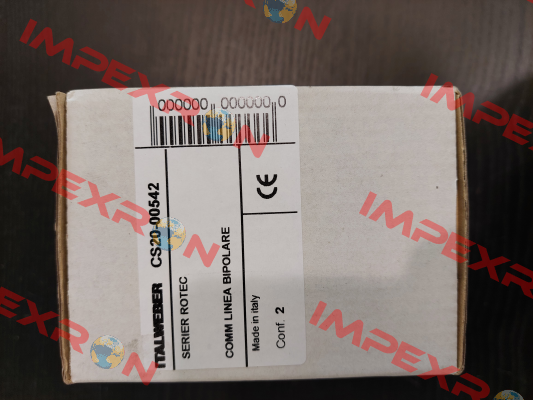 000000 000000 0
ITALWEBER CS20-00542
SERIER ROTEC
COMM LINEA BIPOLARE
CE
Made in italy
Conf. 2
IMPEXRON
IMPEXRON
IMPEXRON
IMPEXRON
IMPEXRON
IMPEXRON